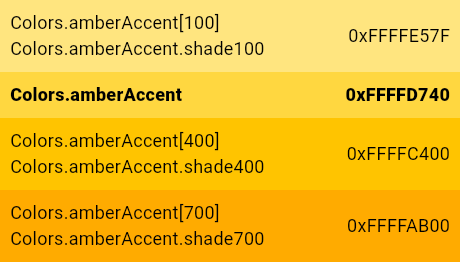 Colors.amberAccent[100]
Colors.amberAccent.shade100
0xFFFFE57F
Colors.amberAccent
0xFFFFD740
Colors.amberAccent[400]
Colors.amberAccent.shade400
0xFFFFC400
Colors.amberAccent[700]
Colors.amberAccent.shade700
0xFFFFAB00